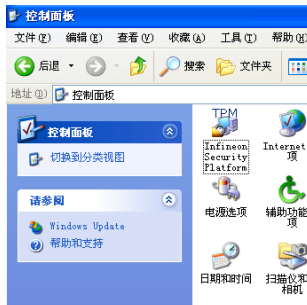 控制面板
文件(F) 编辑(E) 查看(V) 收藏(A) 工具(T) 帮助(H)
后退 搜索 文件夹
地址(D) 控制面板
控制面板
切换到分类视图
请参阅
Windows Update
帮助和支持
TPM
Infineon Security Platform
Internet 项
电源选项
辅助功能 项
日期和时间
扫描仪和 相机